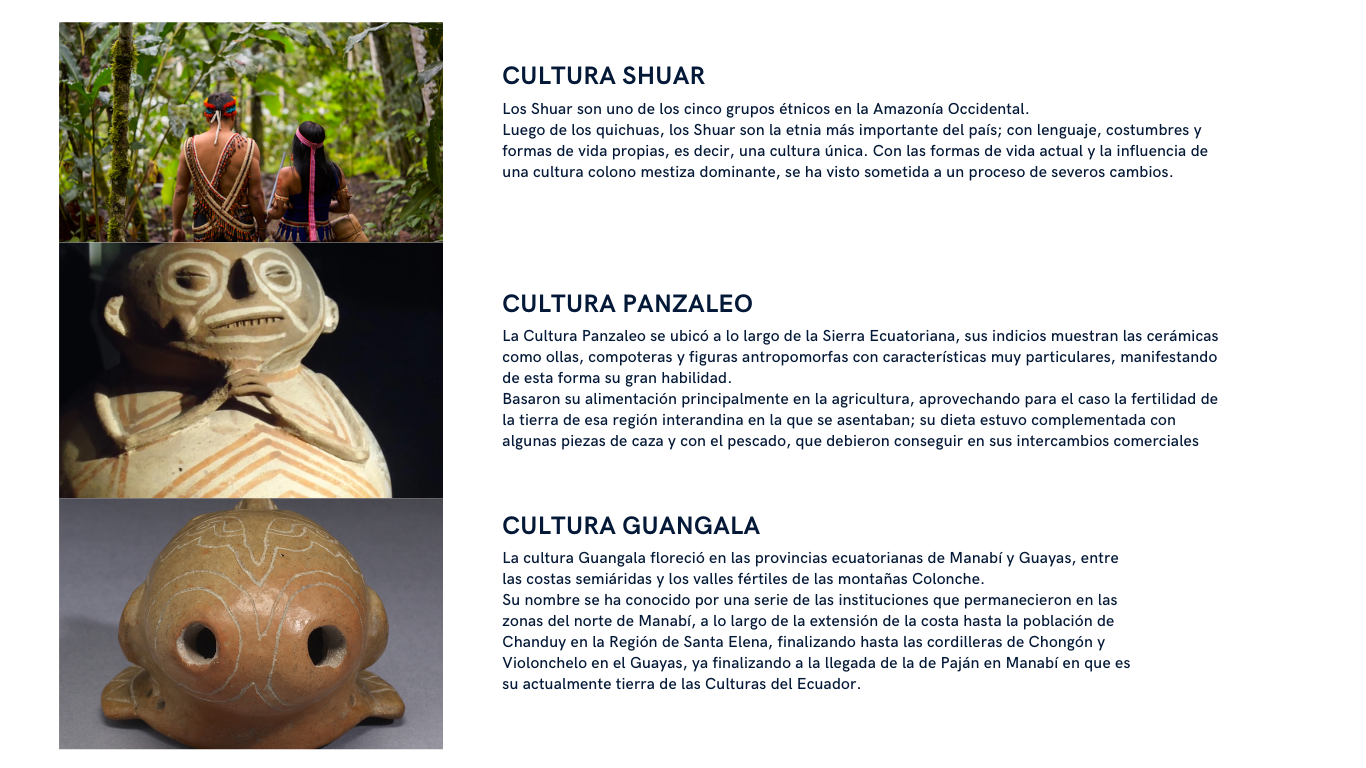 CULTURA SHUAR
Los Shuar son uno de los cinco grupos étnicos en la Amazonía Occidental.
Luego de los quichuas, los Shuar son la etnia más importante del país; con lenguaje, costumbres y
formas de vida propias, es decir, una cultura única. Con las formas de vida actual y la influencia de
una cultura colono mestiza dominante, se ha visto sometida a un proceso de severos cambios.
CULTURA PANZALEO
La Cultura Panzaleo se ubicó a lo largo de la Sierra Ecuatoriana, sus indicios muestran las cerámicas
como ollas, compoteras y figuras antropomorfas con características muy particulares, manifestando
de esta forma su gran habilidad.
Basaron su alimentación principalmente en la agricultura, aprovechando para el caso la fertilidad de
la tierra de esa región interandina en la que se asentaban; su dieta estuvo complementada con
algunas piezas de caza y con el pescado, que debieron conseguir en sus intercambios comerciales
CULTURA GUANGALA
La cultura Guangala floreció en las provincias ecuatorianas de Manabí y Guayas, entre
las costas semiáridas y los valles fértiles de las montañas Colonche.
Su nombre se ha conocido por una serie de las instituciones que permanecieron en las
zonas del norte de Manabí, a lo largo de la extensión de la costa hasta la población de
Chanduy en la Región de Santa Elena, finalizando hasta las cordilleras de Chongón y
Violonchelo en el Guayas, ya finalizando a la llegada de la de Paján en Manabí en que es
su actualmente tierra de las Culturas del Ecuador.